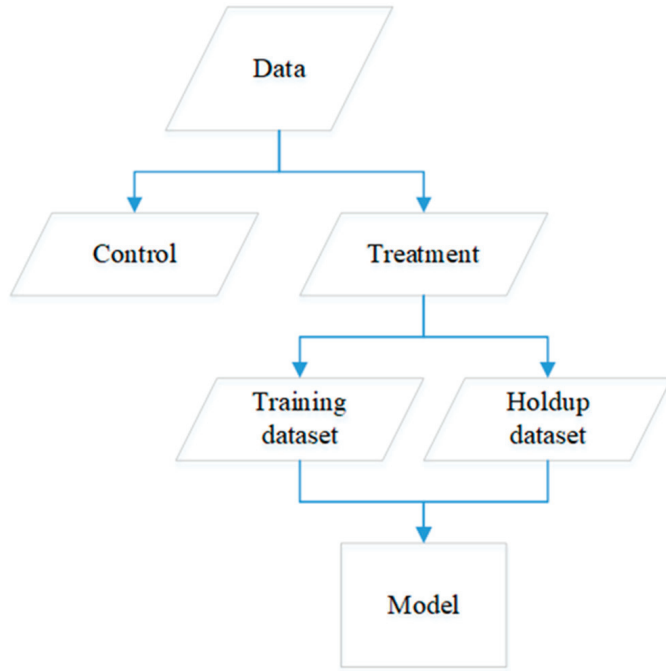 Data
Control
Treatment
Training
dataset
Holdup
dataset
Model